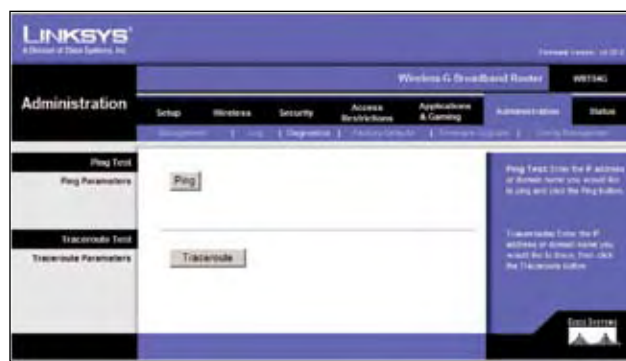 LINKSYS
A Division of Cisco Systems, Inc.
Wireless-G Broadband Router
Administration
Setup Wireless Security Access Restrictions Applications & Gaming Administration Status
Management | Log | Diagnostics | Factory Defaults | Firmware Upgrade | Config Management
Ping Test
Ping Parameters
Ping
Traceroute Test
Traceroute Parameters
Traceroute
Ping Test: Enter the IP address
or domain name you would like
to ping and click the Ping button.
Traceroute: Enter the IP
address or domain name you
would like to trace, then click
the Traceroute button.
CISCO SYSTEMS